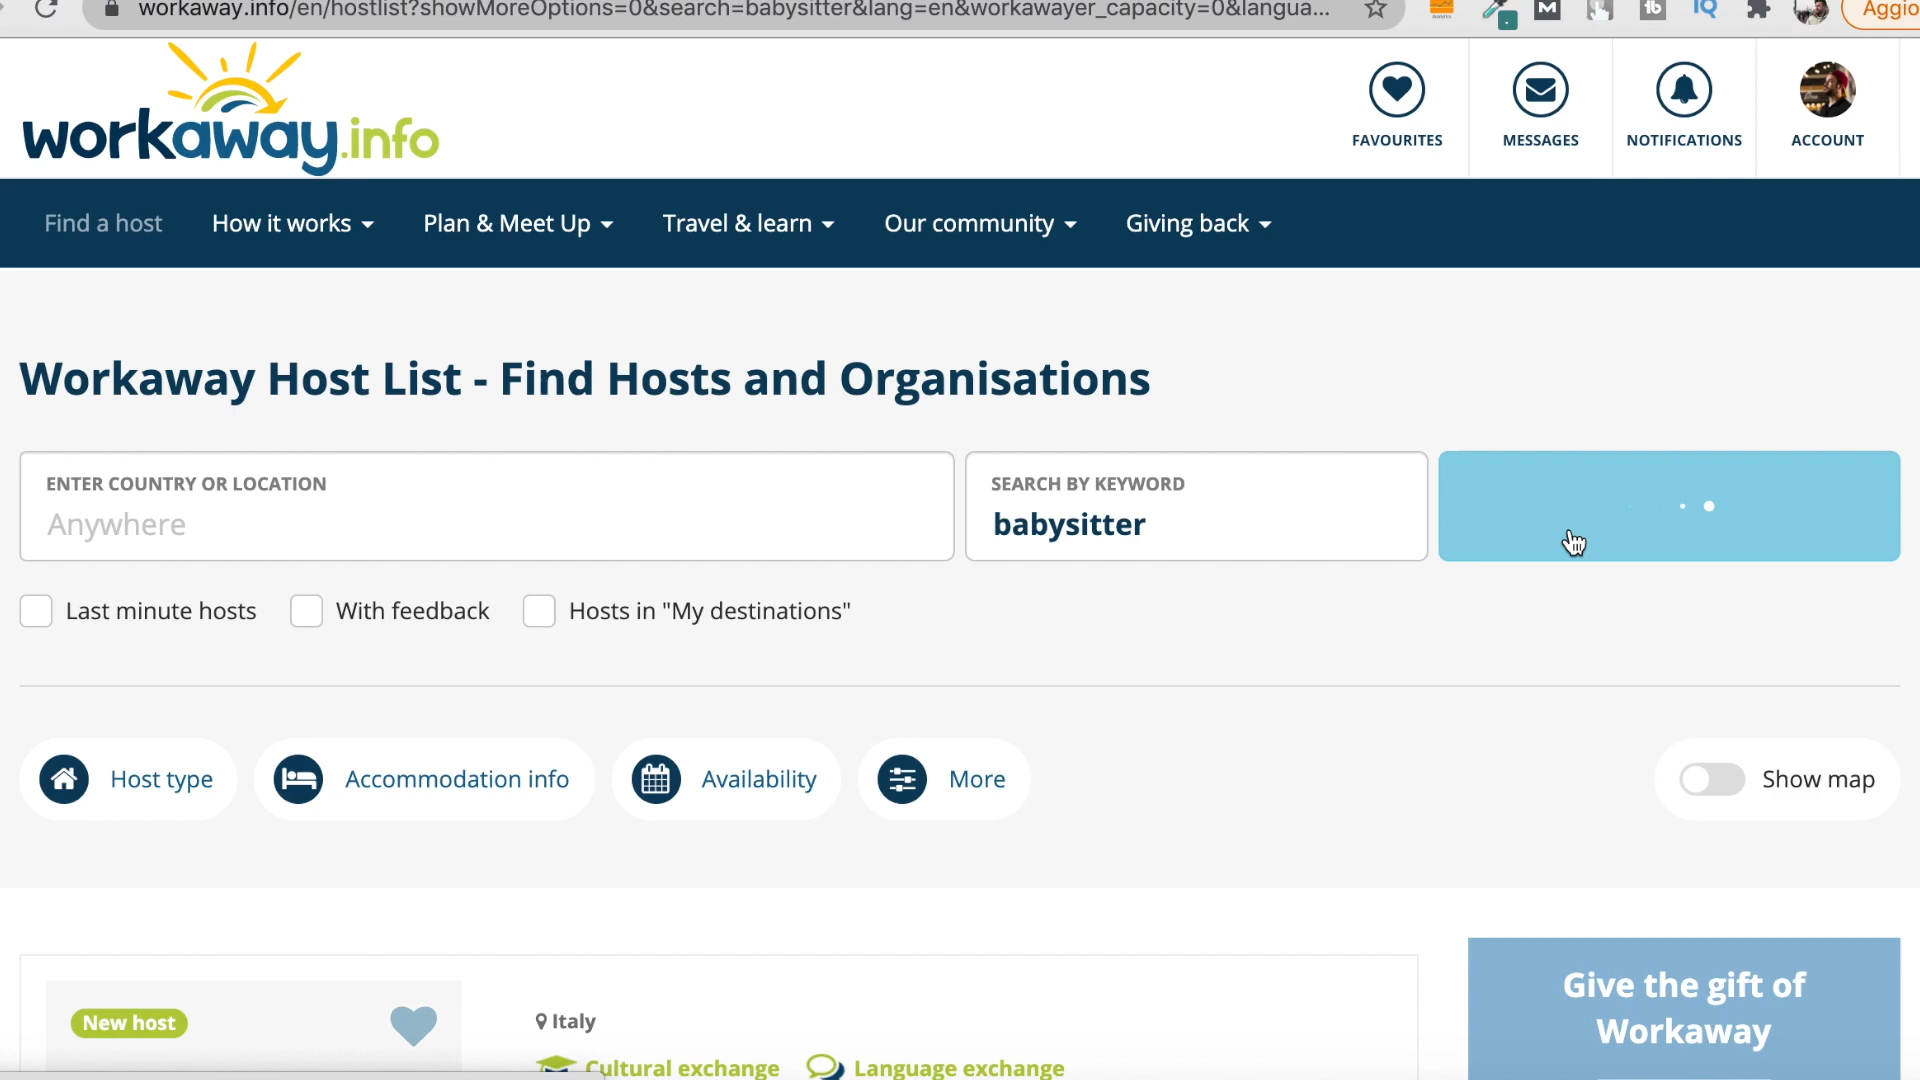 workaway.info/en/hostlist?showMoreOptions=0&search=babysitter&lang=en&workawayer_capacity=0&langua...
M
tb
IQ
Aggio
workaway.info
FAVOURITES
MESSAGES
NOTIFICATIONS
ACCOUNT
Find a host
How it works
Plan & Meet Up
Travel & learn
Our community
Giving back
Workaway Host List - Find Hosts and Organisations
ENTER COUNTRY OR LOCATION
Anywhere
SEARCH BY KEYWORD
babysitter
Last minute hosts
With feedback
Hosts in "My destinations"
Host type
Accommodation info
Availability
More
Show map
New host
Italy
Cultural exchange
Language exchange
Give the gift of
Workaway